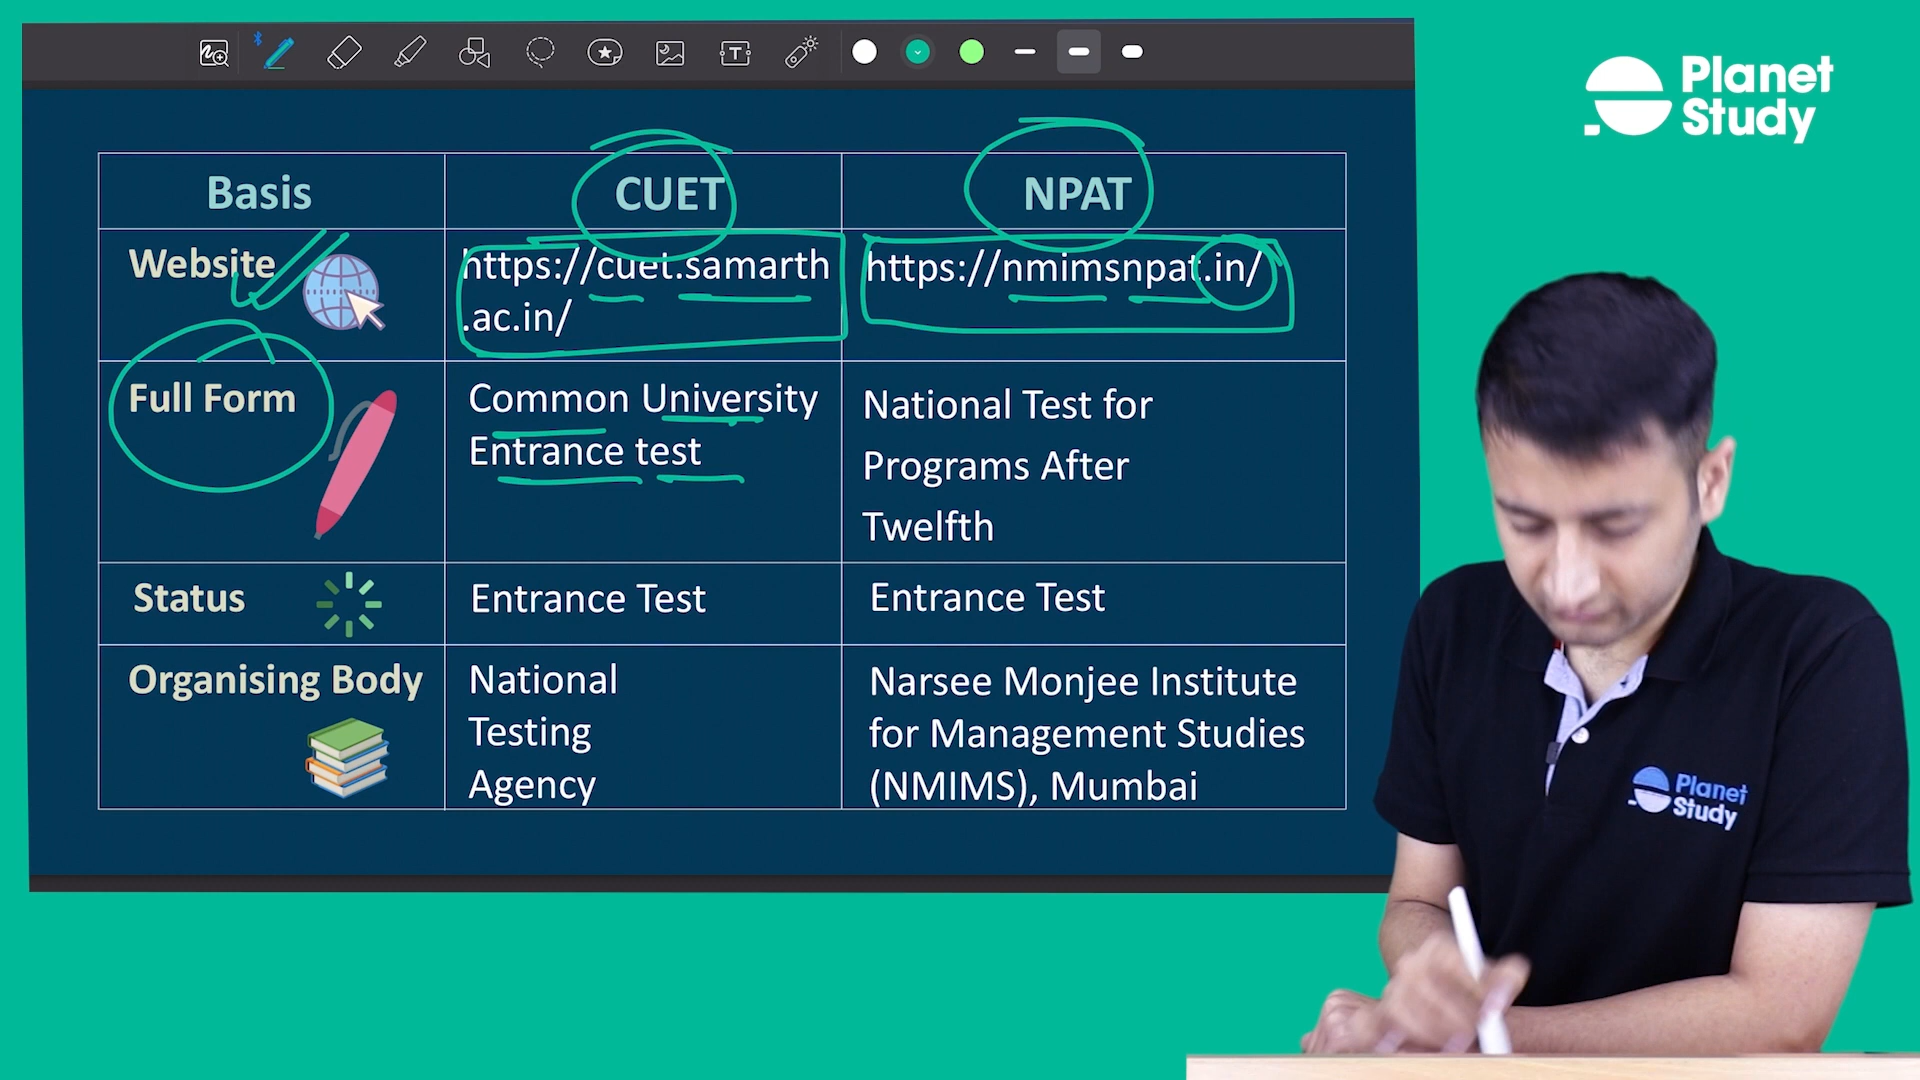 Planet
Study
Basis
CUET
NPAT
Website
https://cuet.samarth
.ac.in/
https://nmimsnpat.in/
Full Form
Common University
Entrance test
National Test for
Programs After
Twelfth
Status
Entrance Test
Entrance Test
Organising Body
National
Testing
Agency
Narsee Monjee Institute
for Management Studies
(NMIMS), Mumbai
Planet
Study
T